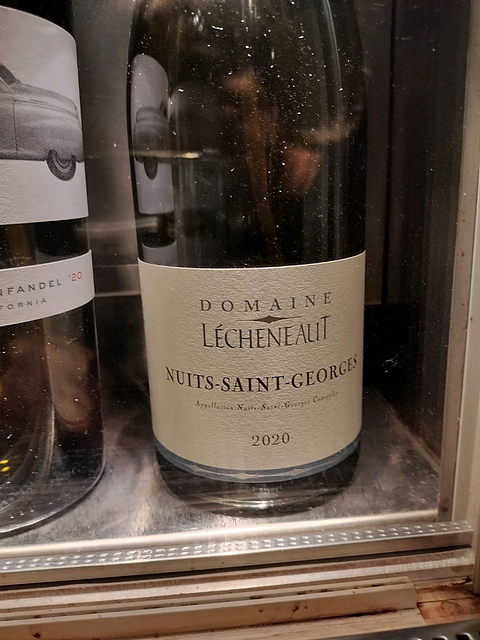 NFANDEL '20
FORNIA
DOMAINE
LÉCHENEAUT
NUITS-SAINT-GEORGES
Appellation Nuits-Saint-Georges Contrôlée
2020